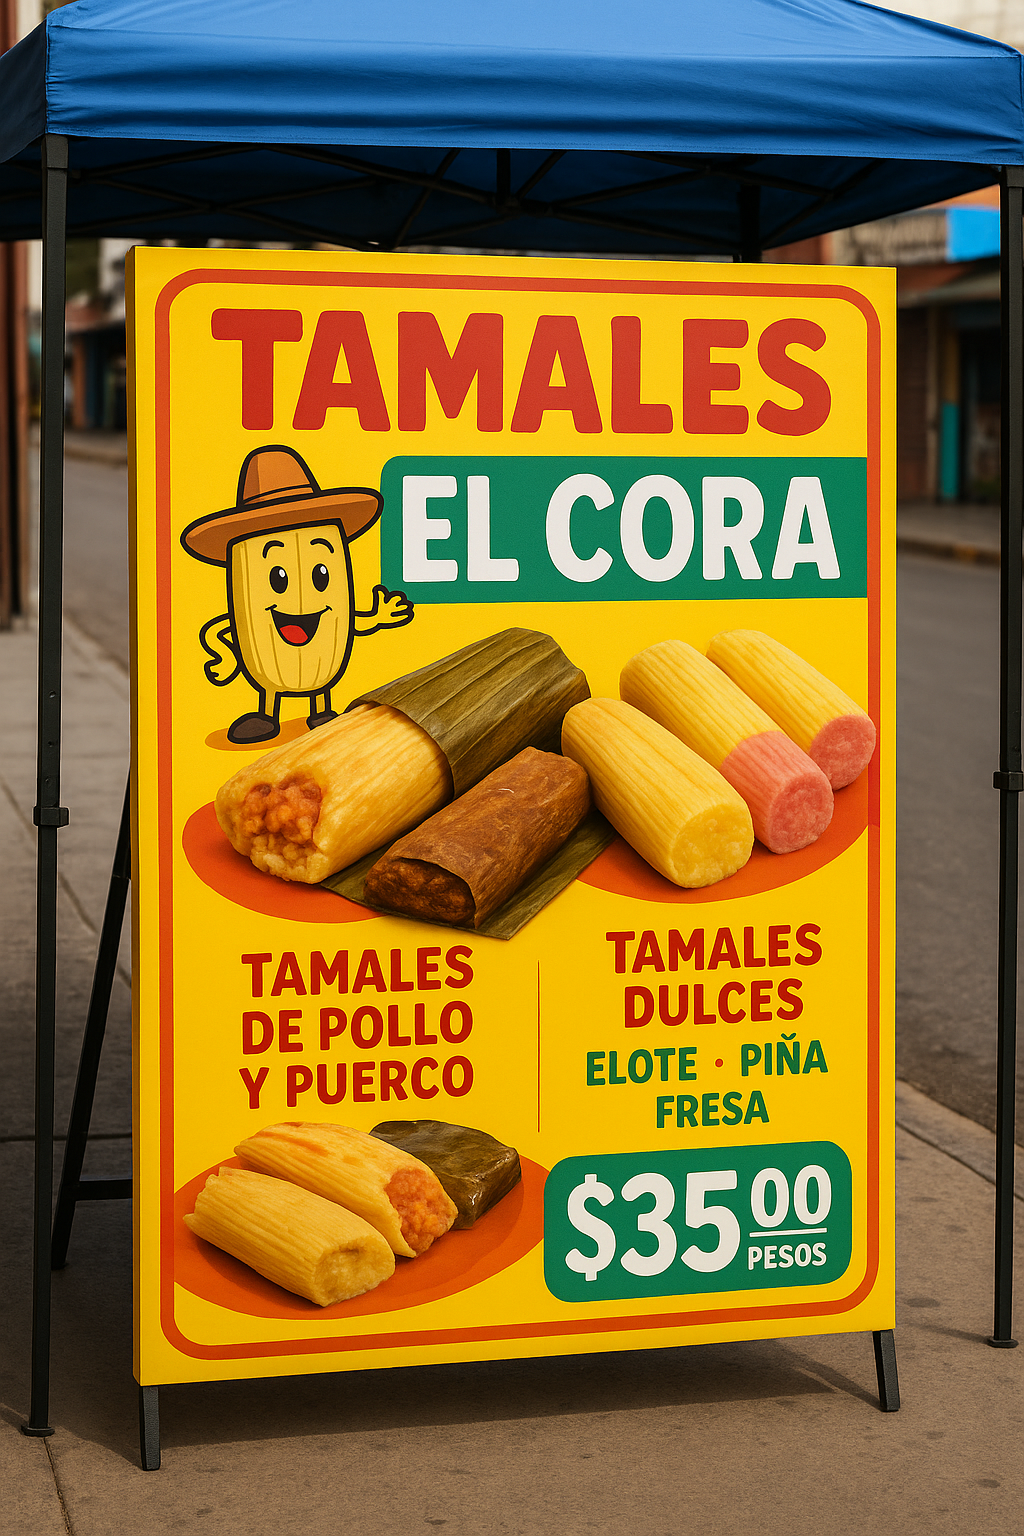 TAMALES
EL CORA
TAMALES
DE POLLO
Y PUERCO
TAMALES
DULCES
ELOTE • PIÑA
FRESA
$35.00
PESOS